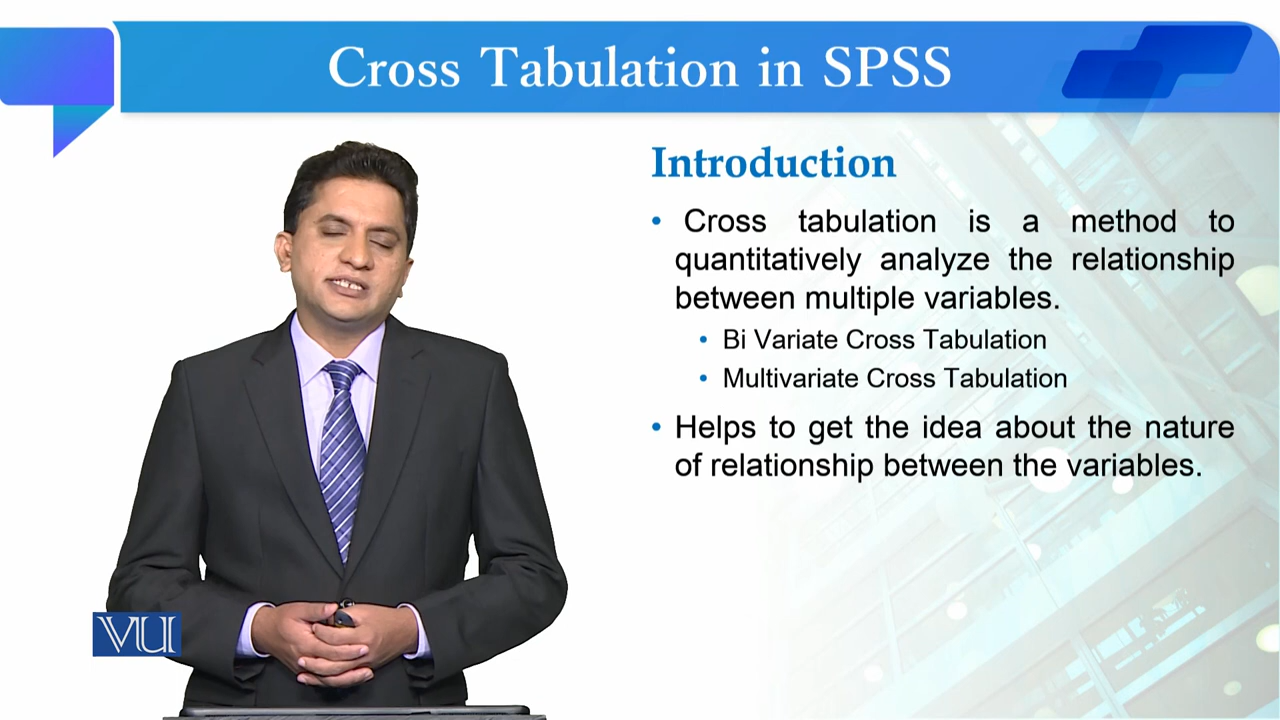 Cross Tabulation in SPSS
Introduction
• Cross tabulation is a method to
quantitatively analyze the relationship
between multiple variables.
• Bi Variate Cross Tabulation
• Multivariate Cross Tabulation
• Helps to get the idea about the nature
of relationship between the variables.
VU